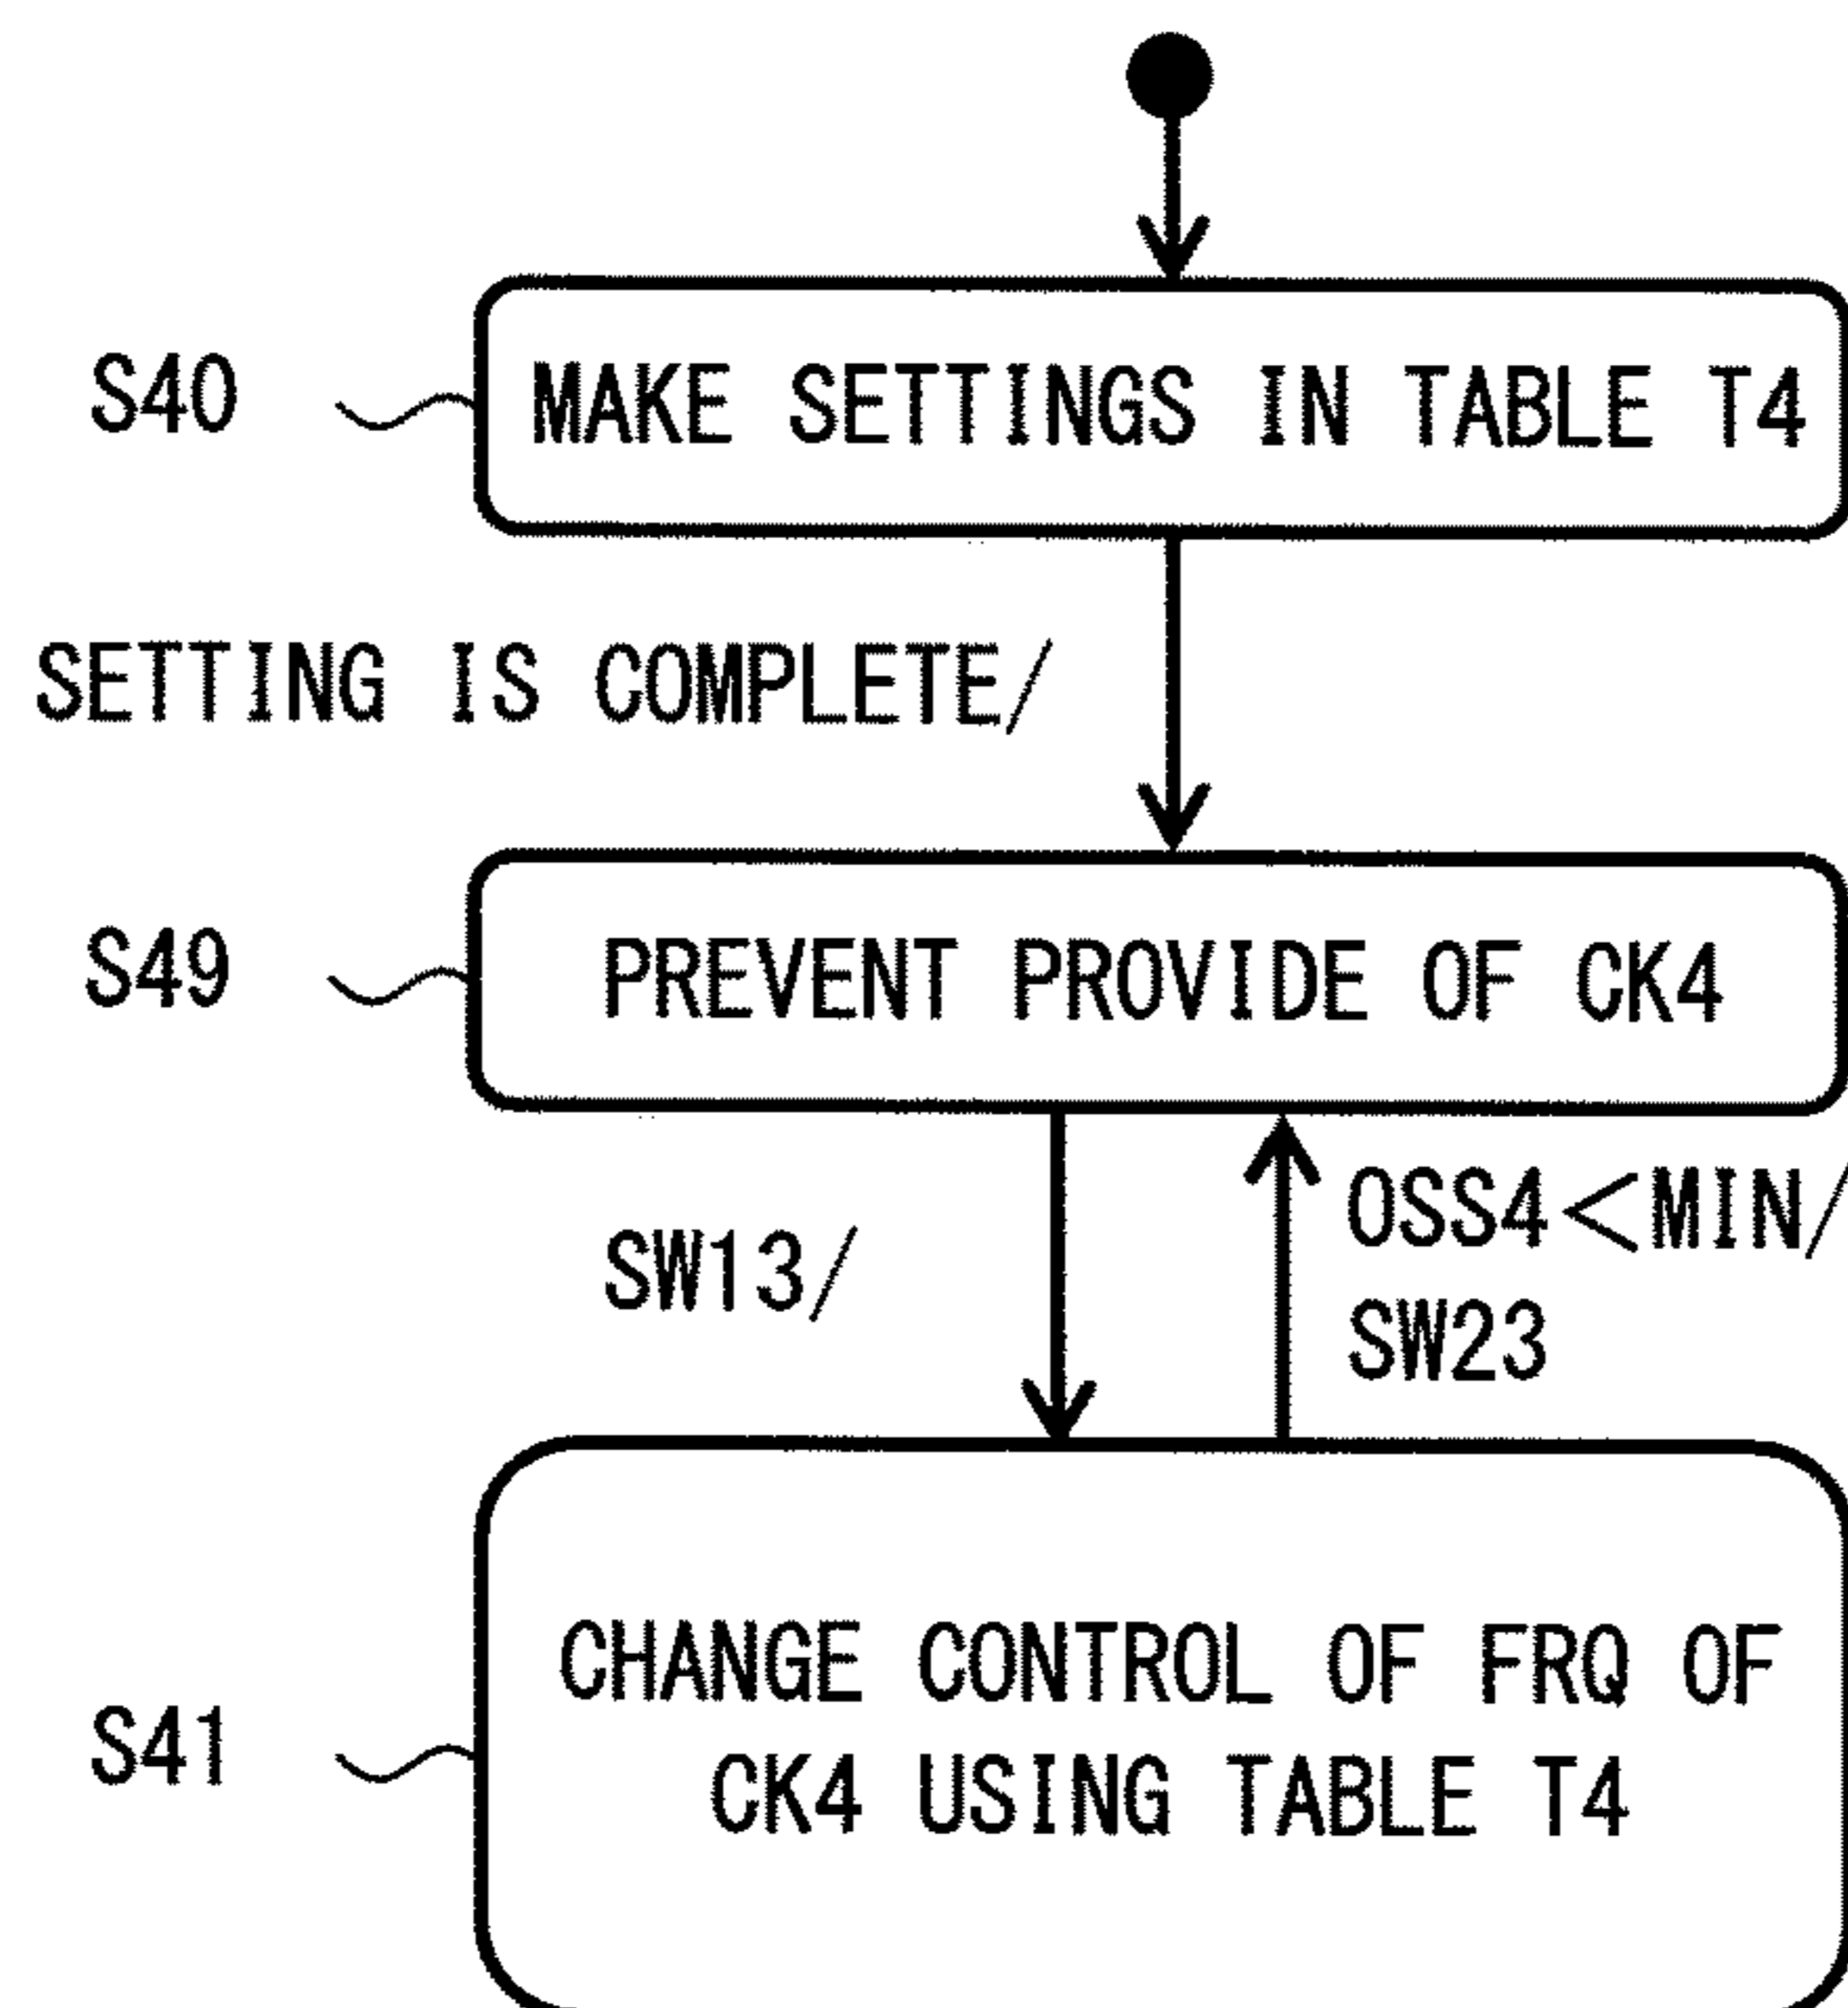 S40 MAKE SETTINGS IN TABLE T4
SETTING IS COMPLETE/
S49 PREVENT PROVIDE OF CK4
SW13/
OSS4<MIN/
SW23
S41
CHANGE CONTROL OF FRQ OF
CK4 USING TABLE T4